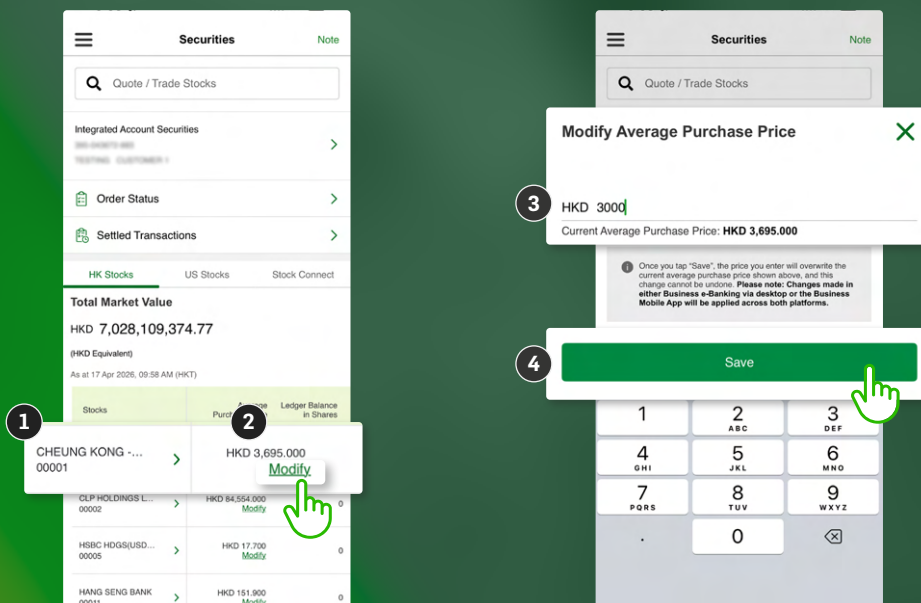 Securities
Note
Quote / Trade Stocks
Integrated Account Securities
TESTING CUSTOMER 1
Order Status
Settled Transactions
HK Stocks
US Stocks
Stock Connect
Total Market Value
HKD 7,028,109,374.77
(HKD Equivalent)
As at 17 Apr 2026, 09:58 AM (HKT)
Stocks
Ledger Balance
in Shares
1
2
CHEUNG KONG -...
00001
HKD 3,695.000
Modify
CLP HOLDINGS L...
00002
HKD 84,554.000
Modify
0
HSBC HDGS(USD...
00005
HKD 17.700
Modify
0
HANG SENG BANK
00011
HKD 151.900
Modify
0
Securities
Note
Quote / Trade Stocks
Modify Average Purchase Price
3
HKD 3000
Current Average Purchase Price: HKD 3,695.000
Once you tap "Save", the price you enter will overwrite the
current average purchase price shown above, and this
change cannot be undone. Please note: Changes made in
either Business e-Banking via desktop or the Business
Mobile App will be applied across both platforms.
4
Save
1
2
ABC
3
DEF
4
GHI
5
JKL
6
MNO
7
PQRS
8
TUV
9
WXYZ
.
0